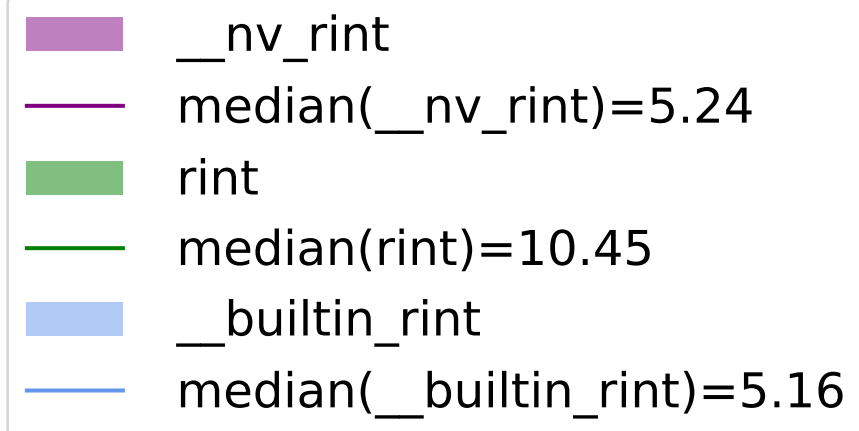 __nv_rint
median(__nv_rint)=5.24
rint
median(rint)=10.45
__builtin_rint
median(__builtin_rint)=5.16